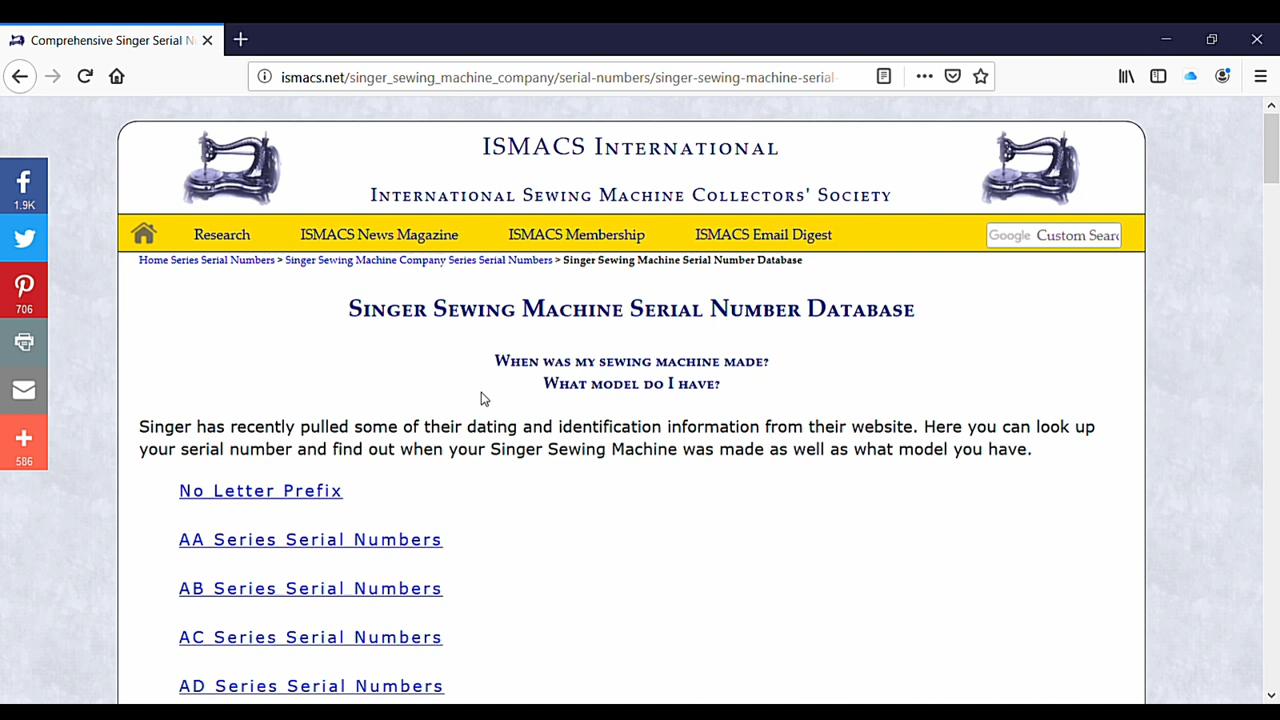 Comprehensive Singer Serial N
ismacs.net/singer_sewing_machine_company/serial-numbers/singer-sewing-machine-serial-
ISMACS International
International Sewing Machine Collectors' Society
Research ISMACS News Magazine ISMACS Membership ISMACS Email Digest Google Custom Searc
Home Series Serial Numbers > Singer Sewing Machine Company Series Serial Numbers > Singer Sewing Machine Serial Number Database
Singer Sewing Machine Serial Number Database
When was my sewing machine made?
What model do I have?
Singer has recently pulled some of their dating and identification information from their website. Here you can look up
your serial number and find out when your Singer Sewing Machine was made as well as what model you have.
No Letter Prefix
AA Series Serial Numbers
AB Series Serial Numbers
AC Series Serial Numbers
AD Series Serial Numbers
1.9K
706
586